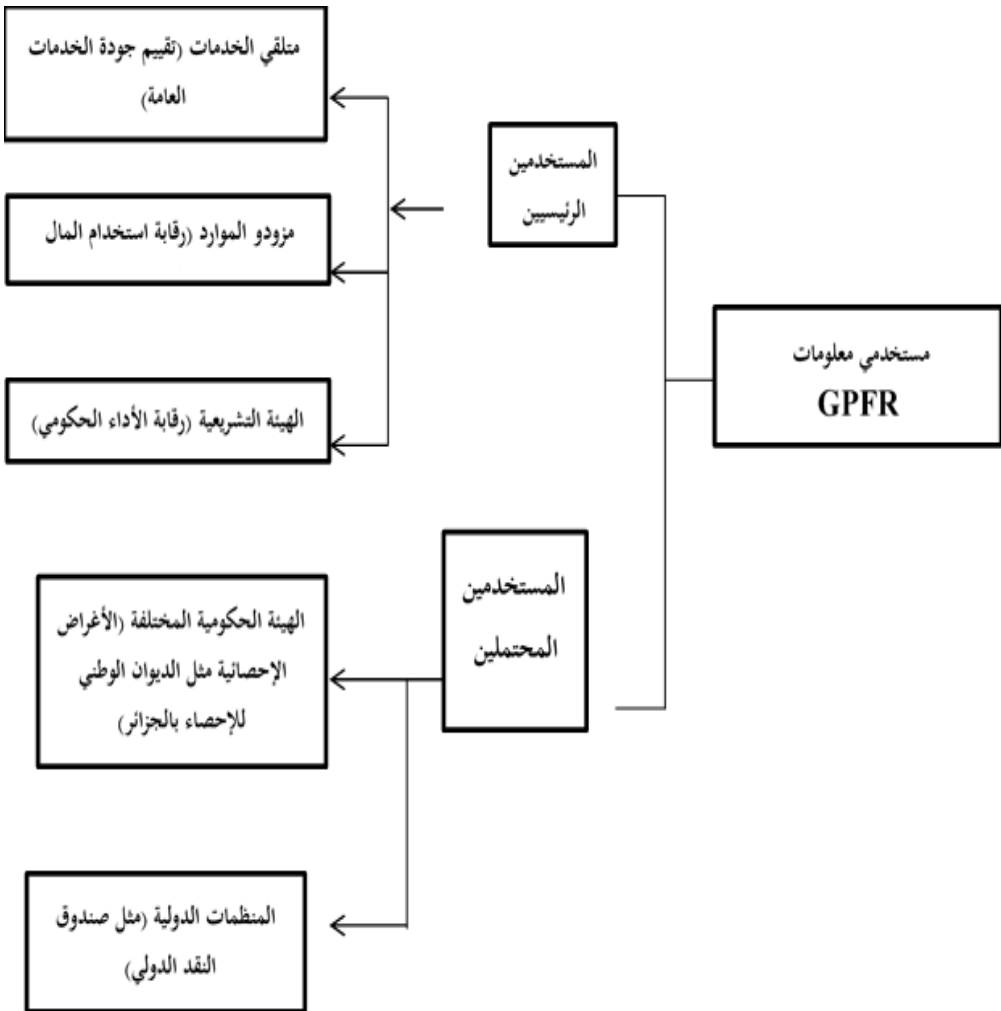 مستخدمي معلومات
GPFR
المستخدمين
الرئيسيين
متلقي الخدمات (تقييم جودة الخدمات
العامة)
مزودو الموارد (رقابة استخدام المال
الهيئة التشريعية (رقابة الأداء الحكومي)
المستخدمين
المحتملين
الهيئة الحكومية المختلفة (الأغراض
الإحصائية مثل الديوان الوطني
للإحصاء بالجزائر)
المنظمات الدولية (مثل صندوق
النقد الدولي)